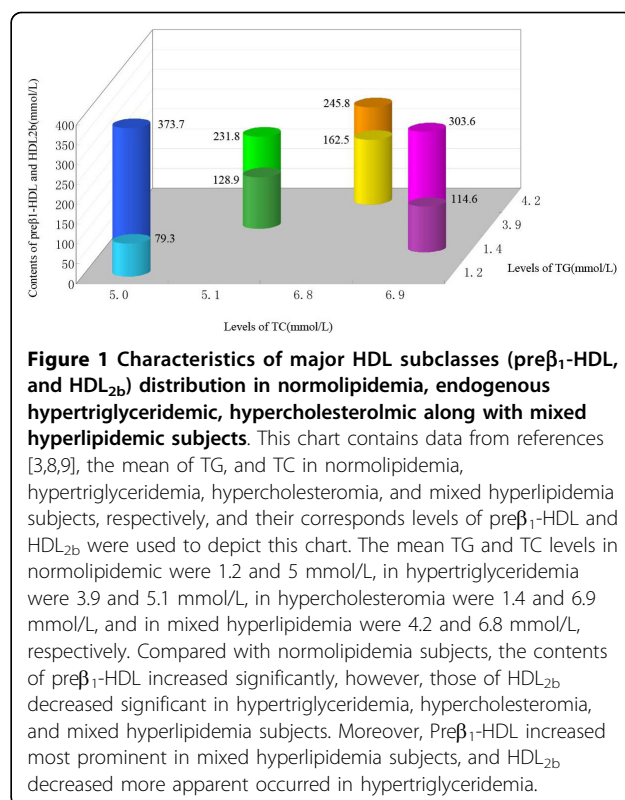 Contents of preβ1-HDL and HDL2b(mmol/L)
400
350
300
250
200
150
100
50
0
373.7
79.3
231.8
128.9
245.8
162.5
303.6
114.6
5.0
5.1
6.8
6.9
4.2
3.9
1.4
1.2
Levels of TG(mmol/L)
Levels of TC(mmol/L)
Figure 1 Characteristics of major HDL subclasses (preβ₁-HDL,
and HDL₂b) distribution in normolipidemia, endogenous
hypertriglyceridemic, hypercholesterolmic along with mixed
hyperlipidemic subjects. This chart contains data from references
[3,8,9], the mean of TG, and TC in normolipidemia,
hypertriglyceridemia, hypercholesteromia, and mixed hyperlipidemia
subjects, respectively, and their corresponds levels of preβ₁-HDL and
HDL₂b were used to depict this chart. The mean TG and TC levels in
normolipidemic were 1.2 and 5 mmol/L, in hypertriglyceridemia
were 3.9 and 5.1 mmol/L, in hypercholesteromia were 1.4 and 6.9
mmol/L, and in mixed hyperlipidemia were 4.2 and 6.8 mmol/L,
respectively. Compared with normolipidemia subjects, the contents
of preβ₁-HDL increased significantly, however, those of HDL₂b
decreased significant in hypertriglyceridemia, hypercholesteromia,
and mixed hyperlipidemia subjects. Moreover, Preβ₁-HDL increased
most prominent in mixed hyperlipidemia subjects, and HDL₂b
decreased more apparent occurred in hypertriglyceridemia.